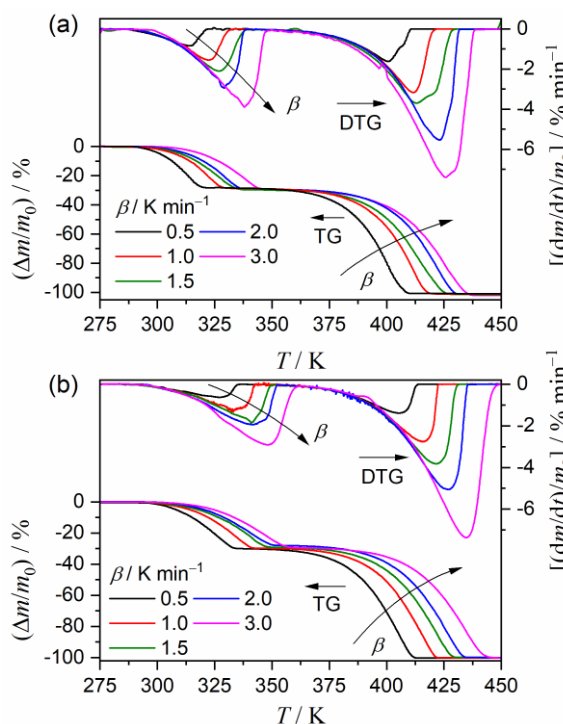 (a)
0
-2
-4
-6
[(dm/dt)/m
] / % min⁻¹
β
DTG
0
-20
-40
-60
-80
-100
(Δm/m₀) / %
β / K min⁻¹
0.5
2.0
1.0
3.0
1.5
TG
β
275 300 325 350 375 400 425 450
T / K
(b)
0
-2
-4
-6
[(dm/dt)/m
] / % min⁻¹
β
DTG
0
-20
-40
-60
-80
-100
(Δm/m₀) / %
β / K min⁻¹
0.5
2.0
1.0
3.0
1.5
TG
β
275 300 325 350 375 400 425 450
T / K